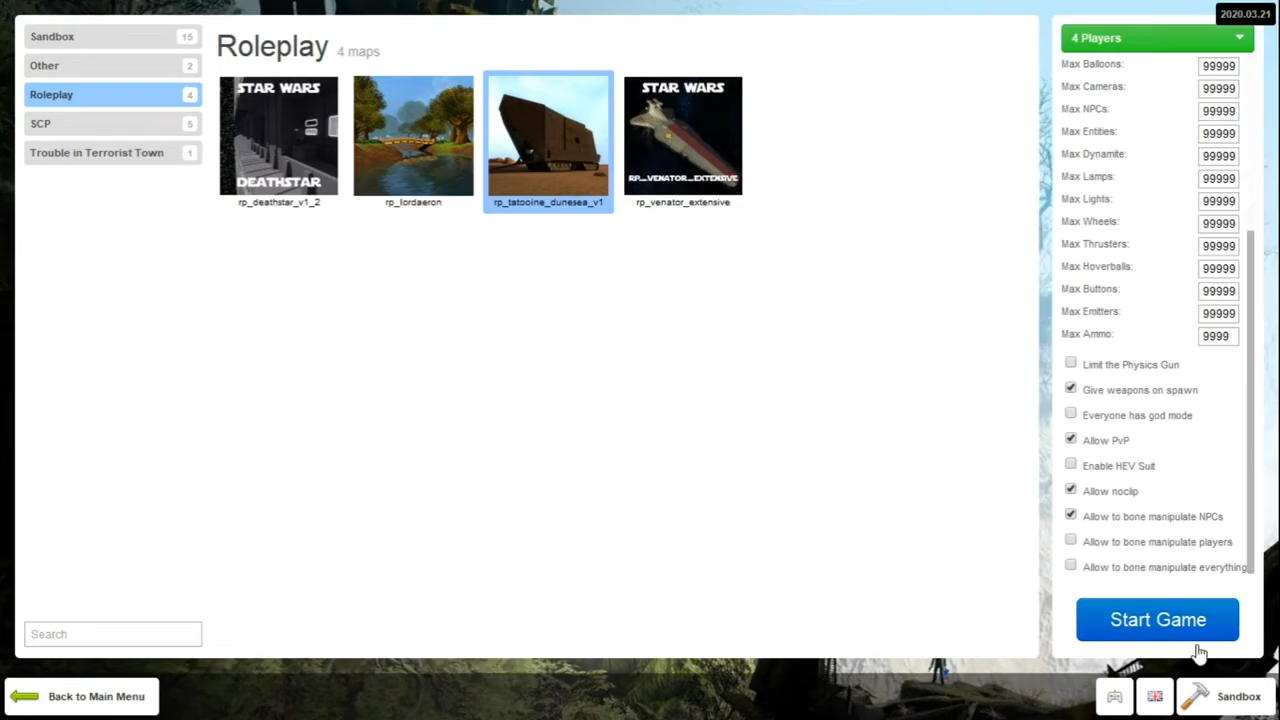 2020.03.21
Sandbox 15
Other 2
Roleplay 4
SCP 5
Trouble in Terrorist Town 1
Search
Roleplay 4 maps
STAR WARS
DEATHSTAR
rp_deathstar_v1_2
rp_lordaeron
rp_tatooine_dunesea_v1
STAR WARS
RP_VENATOR_EXTENSIVE
rp_venator_extensive
4 Players
Max Balloons: 99999
Max Cameras: 99999
Max NPCs: 99999
Max Entities: 99999
Max Dynamite: 99999
Max Lamps: 99999
Max Lights: 99999
Max Wheels: 99999
Max Thrusters: 99999
Max Hoverballs: 99999
Max Buttons: 99999
Max Emitters: 99999
Max Ammo: 9999
Limit the Physics Gun
Give weapons on spawn
Everyone has god mode
Allow PvP
Enable HEV Suit
Allow noclip
Allow to bone manipulate NPCs
Allow to bone manipulate players
Allow to bone manipulate everything
Start Game
Back to Main Menu
Sandbox